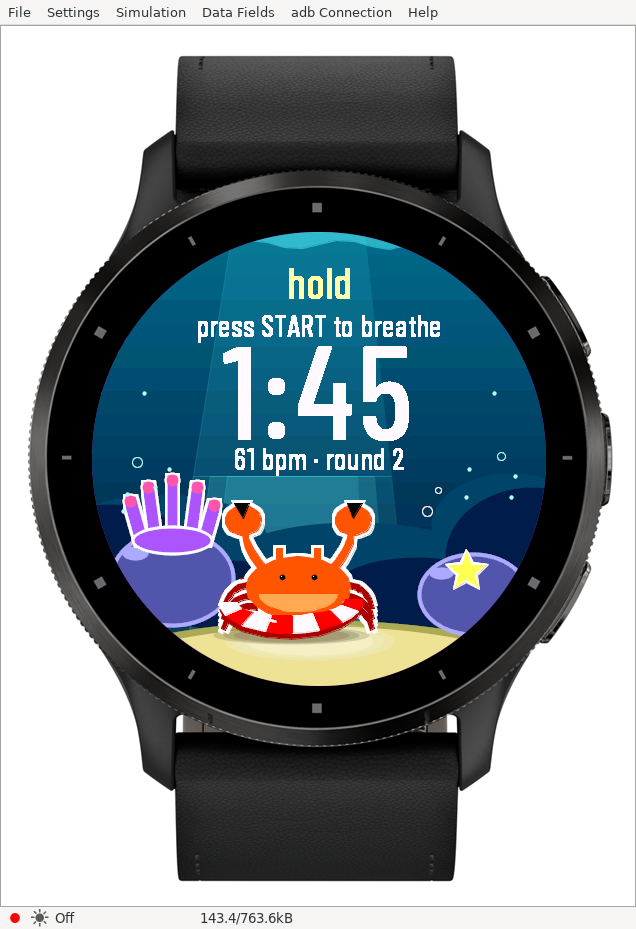 File Settings Simulation Data Fields adb Connection Help
hold
press START to breathe
1:45
61 bpm · round 2
Off 143.4/763.6kB